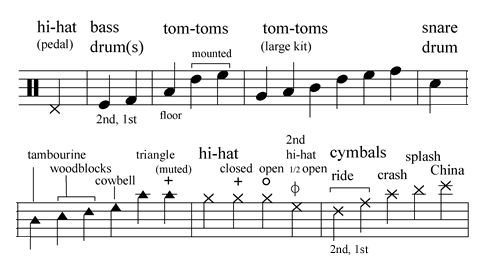 hi-hat
(pedal)
bass
drum(s)
2nd, 1st
tom-toms
mounted
floor
tom-toms
(large kit)
snare
drum
tambourine
woodblocks
cowbell
triangle
(muted)
+
hi-hat
closed
+
open
o
2nd
hi-hat
1/2 open
ϕ
cymbals
ride
2nd, 1st
crash
splash
China